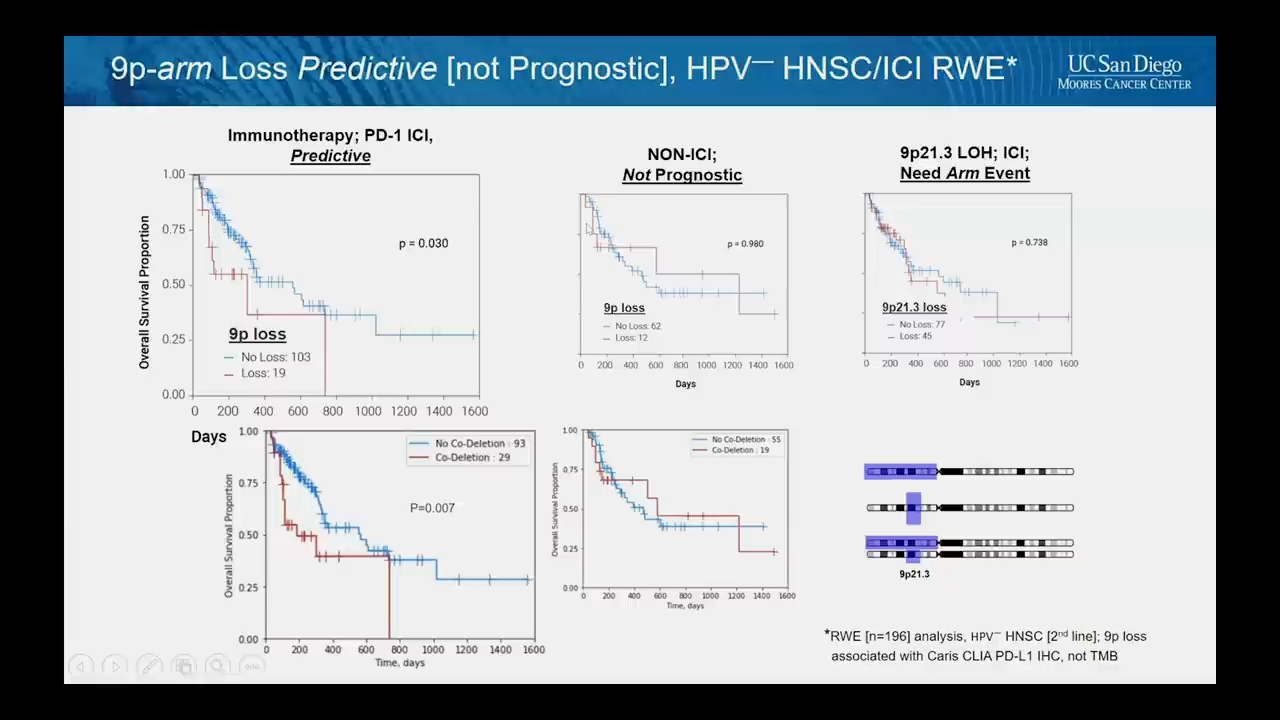 9p-arm Loss Predictive [not Prognostic], HPV— HNSC/ICI RWE*
UC San Diego
MOORES CANCER CENTER
Immunotherapy; PD-1 ICI,
Predictive
1.00
0.75
0.50
0.25
0.00
Overall Survival Proportion
p = 0.030
9p loss
No Loss: 103
Loss: 19
0 200 400 600 800 1000 1200 1400 1600
Days
NON-ICI;
Not Prognostic
p = 0.980
9p loss
No Loss: 62
Loss: 12
0 200 400 600 800 1000 1200 1400 1600
Days
9p21.3 LOH; ICI;
Need Arm Event
p = 0.738
9p21.3 loss
No Loss: 77
Loss: 45
0 200 400 600 800 1000 1200 1400 1600
Days
1.00
0.75
0.50
0.25
0.00
Overall Survival Proportion
No Co-Deletion : 93
Co-Deletion : 29
P=0.007
0 200 400 600 800 1000 1200 1400 1600
Time, days
1.00
0.75
0.50
0.25
0.00
Overall Survival Proportion
No Co-Deletion : 55
Co-Deletion : 19
0 200 400 600 800 1000 1200 1400 1600
Time, days
9p21.3
*RWE [n=196] analysis, HPV— HNSC [2nd line]; 9p loss
associated with Caris CLIA PD-L1 IHC, not TMB